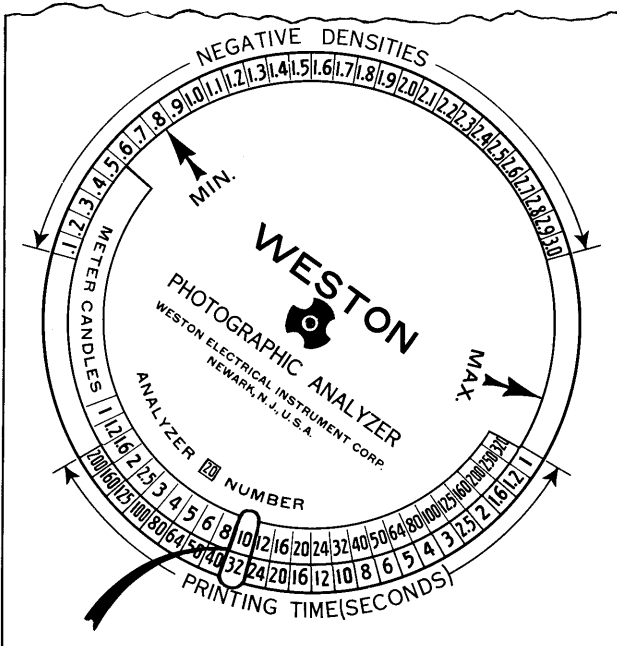 NEGATIVE DENSITIES
.1 .2 .3 .4 .5 .6 .7 .8 .9 1.0 1.1 1.2 1.3 1.4 1.5 1.6 1.7 1.8 1.9 2.0 2.1 2.2 2.3 2.4 2.5 2.6 2.7 2.8 2.9 3.0
MIN.
WESTON
PHOTOGRAPHIC ANALYZER
WESTON ELECTRICAL INSTRUMENT CORP.
NEWARK, N.J., U.S.A.
MAX.
ANALYZER 20 NUMBER
METER CANDLES 1 1.2 1.6 2 2.5 3 4 5 6 8 10 12 16 20 24 32 40 50 64 80 100 125 160 200 250 320
200 160 125 100 80 64 50 40 32 24 20 16 12 10 8 6 5 4 3 2.5 2 1.6 1.2 1
PRINTING TIME(SECONDS)